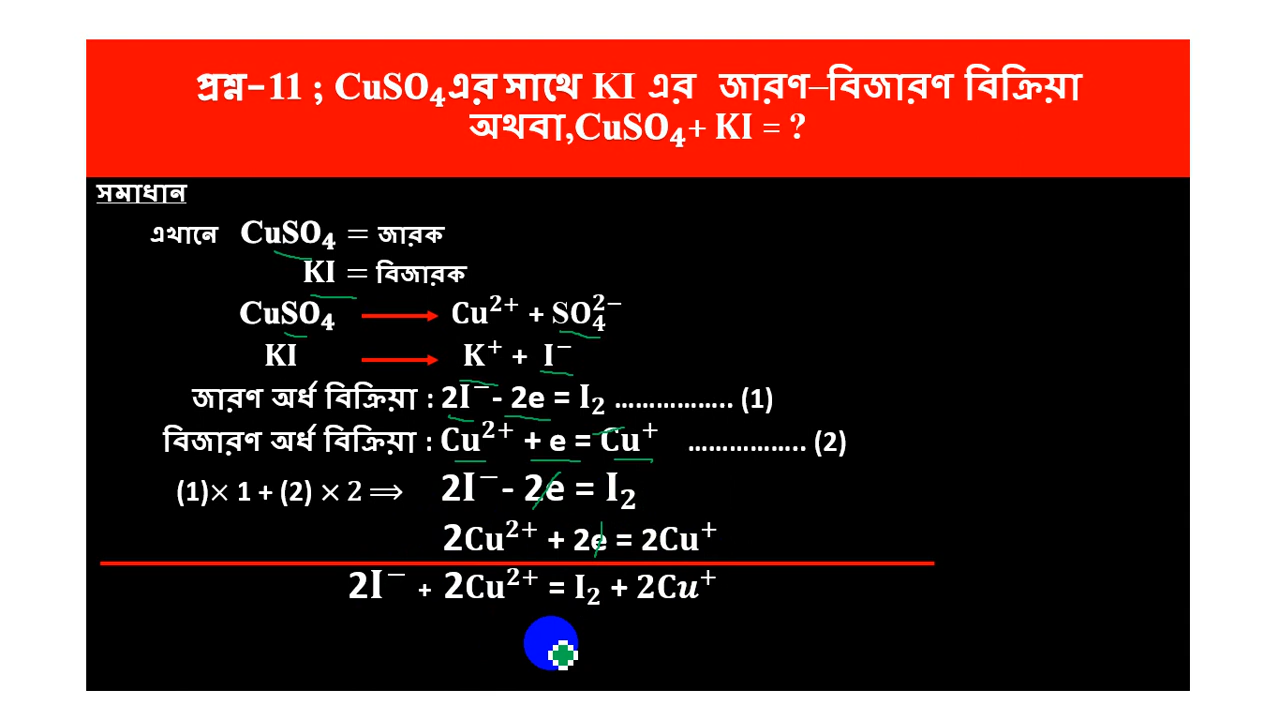 প্রশ্ন-11 ; CuSO₄এর সাথে KI এর জারণ–বিজারণ বিক্রিয়া
অথবা,CuSO₄+ KI = ?
সমাধান
এখানে CuSO₄ = জারক
KI = বিজারক
CuSO₄ ⟶ Cu²⁺ + SO₄²⁻
KI ⟶ K⁺ + I⁻
জারণ অর্ধ বিক্রিয়া : 2I⁻- 2e = I₂ …………….. (1)
বিজারণ অর্ধ বিক্রিয়া : Cu²⁺ + e = Cu⁺ …………….. (2)
(1)× 1 + (2) × 2 ⟹ 2I⁻- 2e = I₂
2Cu²⁺ + 2e = 2Cu⁺
2I⁻ + 2Cu²⁺ = I₂ + 2Cu⁺